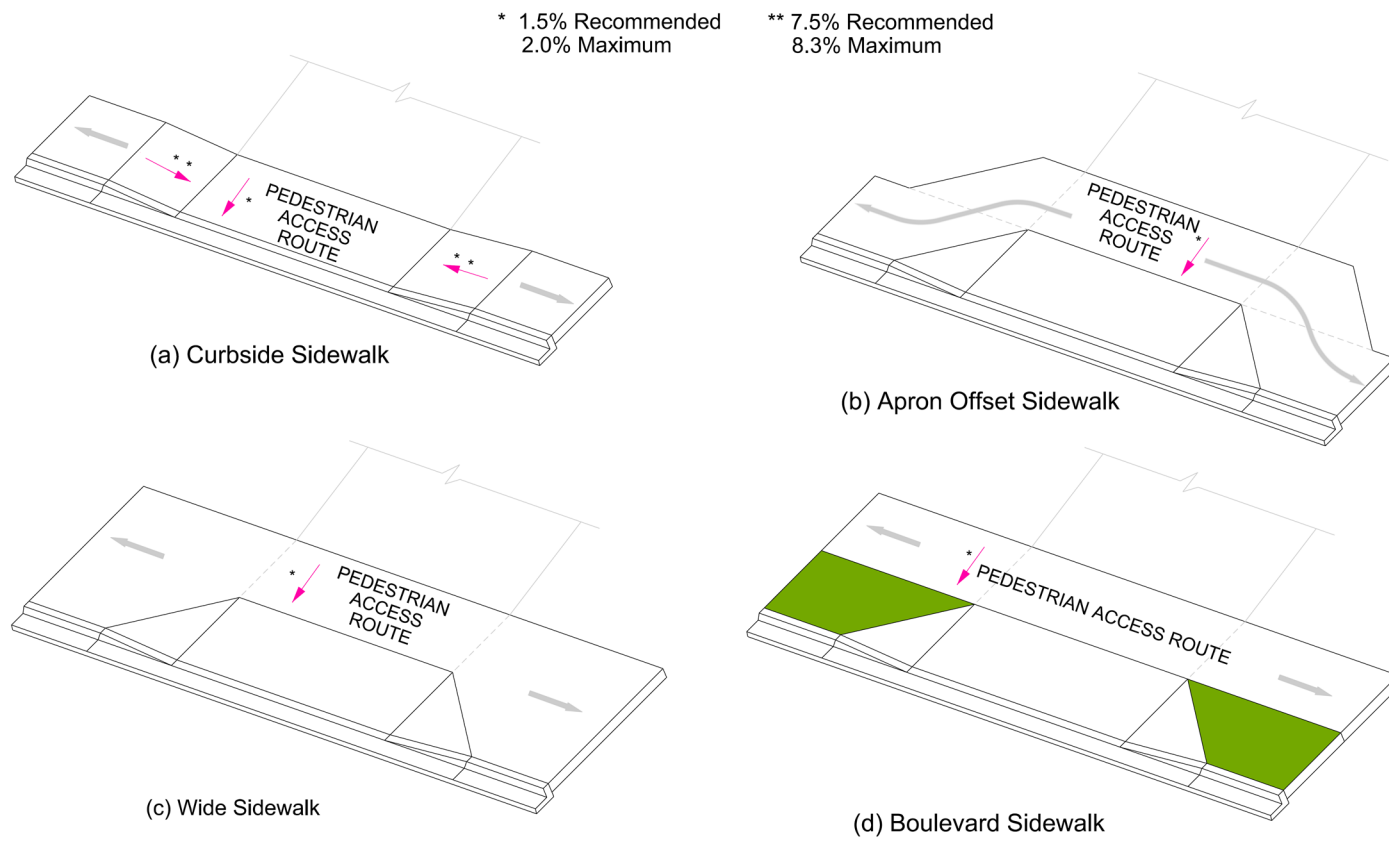 * 1.5% Recommended
2.0% Maximum
** 7.5% Recommended
8.3% Maximum
* *
*
PEDESTRIAN
ACCESS
ROUTE
* *
(a) Curbside Sidewalk
PEDESTRIAN
ACCESS
ROUTE
*
(b) Apron Offset Sidewalk
*
PEDESTRIAN
ACCESS
ROUTE
(c) Wide Sidewalk
*
PEDESTRIAN ACCESS ROUTE
(d) Boulevard Sidewalk